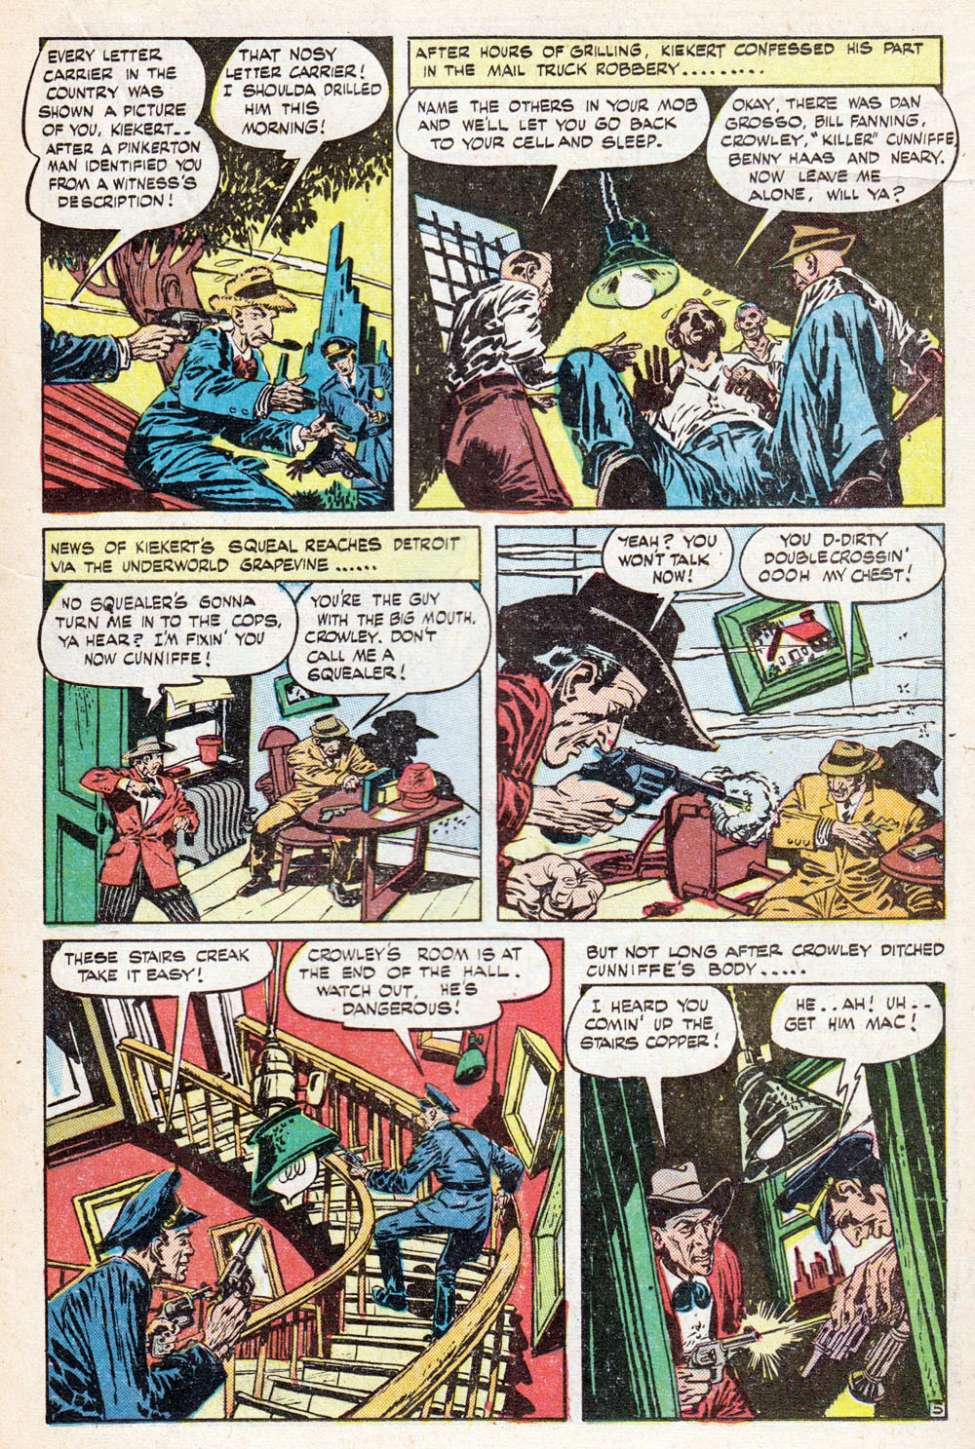 EVERY LETTER
CARRIER IN THE
COUNTRY WAS
SHOWN A PICTURE
OF YOU, KIEKERT--
AFTER A PINKERTON
MAN IDENTIFIED YOU
FROM A WITNESS'S
DESCRIPTION!
THAT NOSY
LETTER CARRIER!
I SHOULDA DRILLED
HIM THIS
MORNING!
AFTER HOURS OF GRILLING, KIEKERT CONFESSED HIS PART
IN THE MAIL TRUCK ROBBERY.........
NAME THE OTHERS IN YOUR MOB
AND WE'LL LET YOU GO BACK
TO YOUR CELL AND SLEEP.
OKAY, THERE WAS DAN
GROSSO, BILL FANNING,
CROWLEY, "KILLER" CUNNIFFE
BENNY HAAS AND NEARY.
NOW LEAVE ME
ALONE, WILL YA?
NEWS OF KIEKERT'S SQUEAL REACHES DETROIT
VIA THE UNDERWORLD GRAPEVINE ......
NO SQUEALER'S GONNA
TURN ME IN TO THE COPS,
YA HEAR? I'M FIXIN' YOU
NOW CUNNIFFE!
YOU'RE THE GUY
WITH THE BIG MOUTH,
CROWLEY. DON'T
CALL ME A
SQUEALER!
YEAH? YOU
WON'T TALK
NOW!
YOU D-DIRTY
DOUBLECROSSIN'
OOOH MY CHEST!
THESE STAIRS CREAK
TAKE IT EASY!
CROWLEY'S ROOM IS AT
THE END OF THE HALL.
WATCH OUT, HE'S
DANGEROUS!
BUT NOT LONG AFTER CROWLEY DITCHED
CUNNIFFE'S BODY.....
I HEARD YOU
COMIN' UP THE
STAIRS COPPER!
HE..AH! UH--
GET HIM MAC!
5